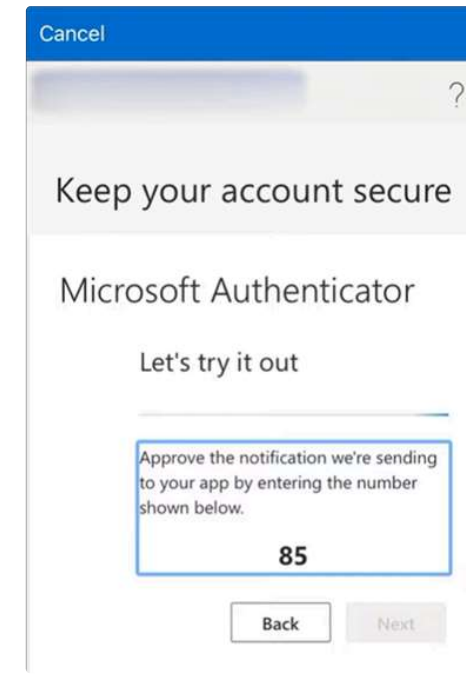 Cancel
?
Keep your account secure
Microsoft Authenticator
Let's try it out
Approve the notification we're sending
to your app by entering the number
shown below.
85
Back Next